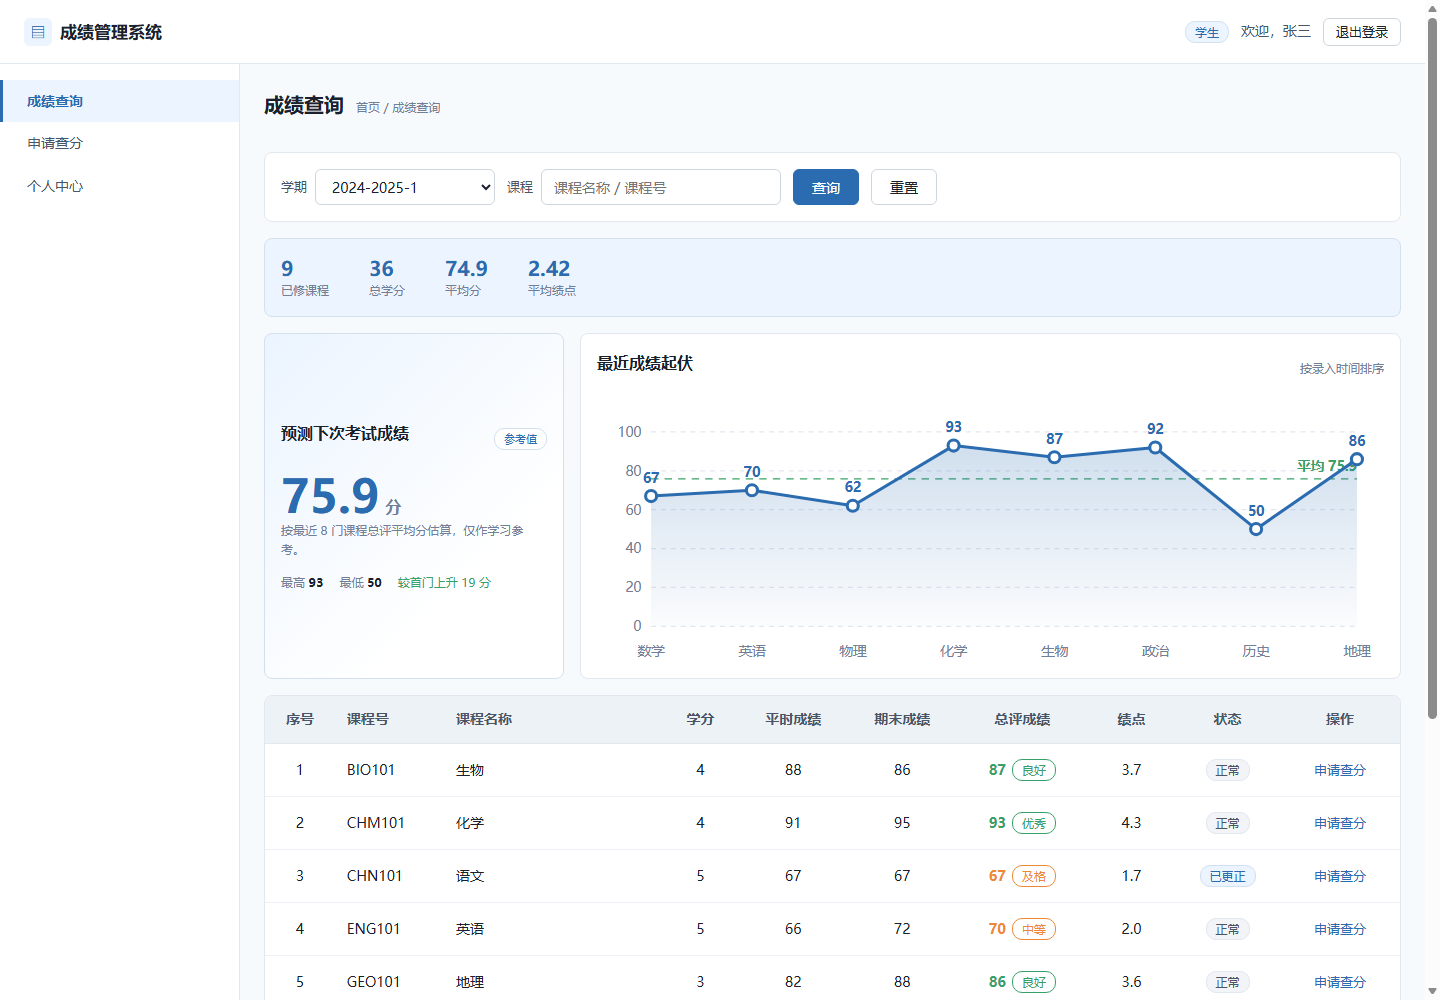 成绩管理系统
学生 欢迎，张三 退出登录
成绩查询
申请查分
个人中心
成绩查询 首页 / 成绩查询
学期 2024-2025-1 课程 课程名称 / 课程号 查询 重置
9 36 74.9 2.42
已修课程 总学分 平均分 平均绩点
预测下次考试成绩 参考值
75.9 分
按最近 8 门课程总评平均分估算，仅作学习参
考。
最高 93 最低 50 较首门上升 19 分
最近成绩起伏 按录入时间排序
100
80
60
40
20
0
67 70 62 93 87 92 50 86
平均 75.9
数学 英语 物理 化学 生物 政治 历史 地理
序号 课程号 课程名称 学分 平时成绩 期末成绩 总评成绩 绩点 状态 操作
1 BIO101 生物 4 88 86 87 良好 3.7 正常 申请查分
2 CHM101 化学 4 91 95 93 优秀 4.3 正常 申请查分
3 CHN101 语文 5 67 67 67 及格 1.7 已更正 申请查分
4 ENG101 英语 5 66 72 70 中等 2.0 正常 申请查分
5 GEO101 地理 3 82 88 86 良好 3.6 正常 申请查分